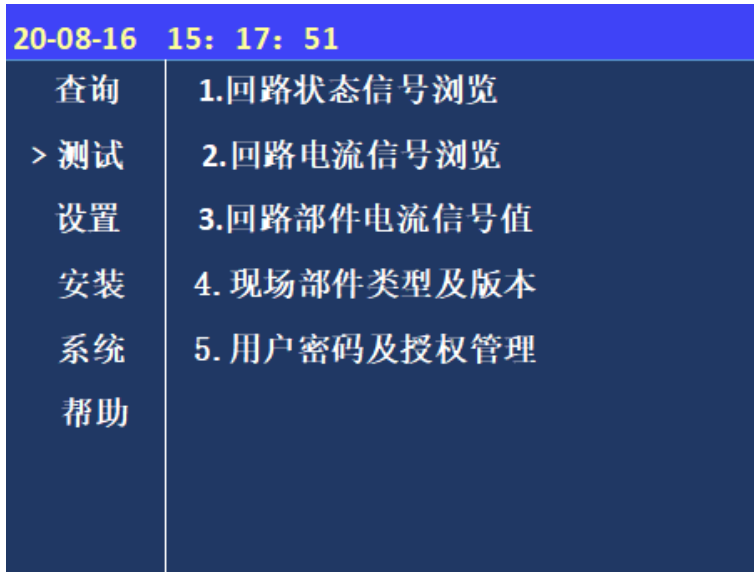 20-08-16 15：17：51
查询 1.回路状态信号浏览
> 测试 2.回路电流信号浏览
设置 3.回路部件电流信号值
安装 4. 现场部件类型及版本
系统 5. 用户密码及授权管理
帮助